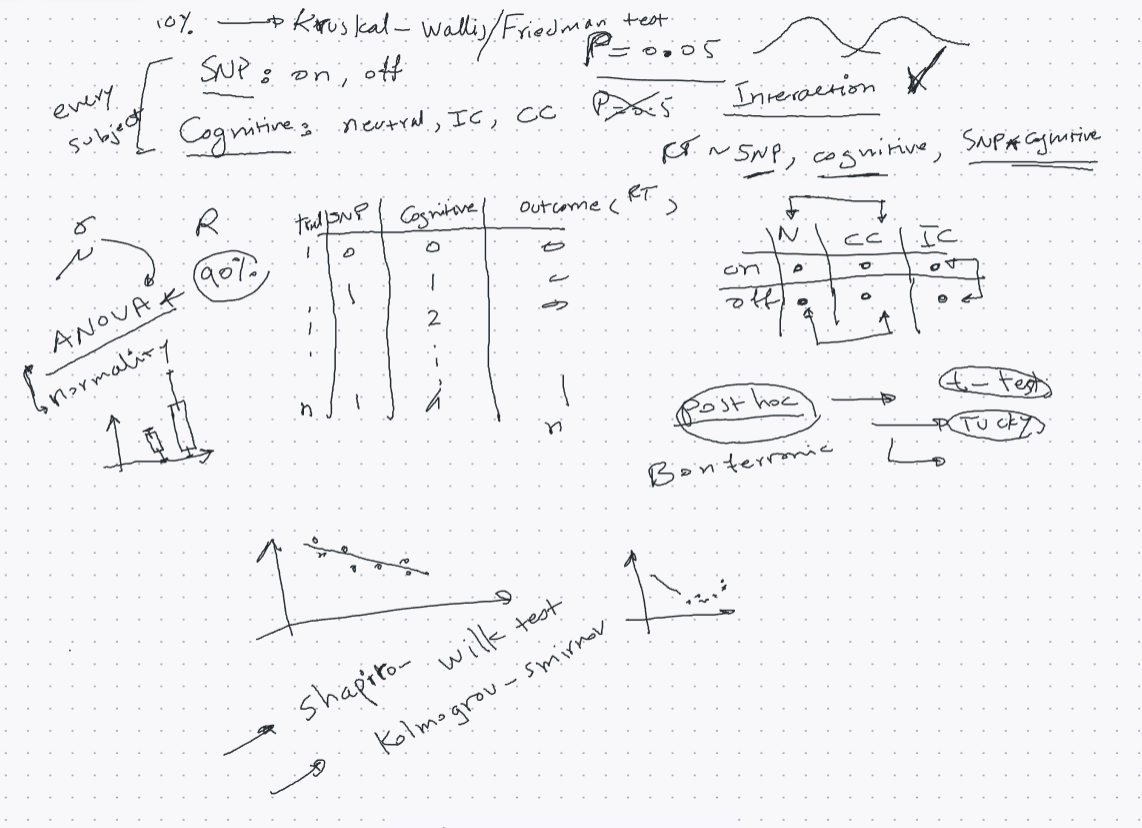 10% → Kruskal-Wallis/Friedman test
P=0.05
every subject
SNP: on, off
P=0.5
Interaction
Cognitive: neutral, IC, CC
RT ~ SNP, cognitive, SNP*Cognitive
R
90%
ANOVA
normality
trial SNP Cognitive outcome (RT)
1 0 0
1 1
2
n 1
n
N CC IC
on
off
Post hoc
t-test
Tucky
Bonferronic
Shapiro-Wilk test
Kolmogrov-Smirnov